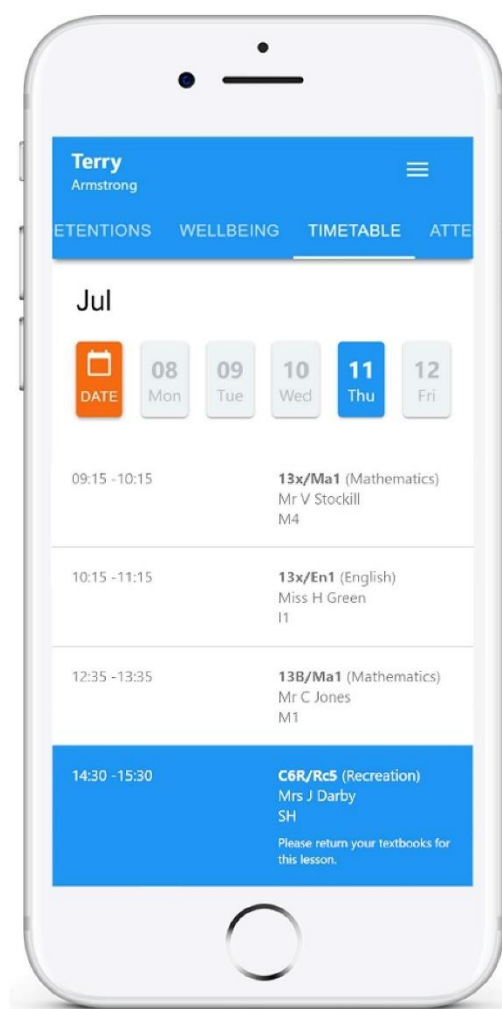 Terry
Armstrong
ETENTIONS WELLBEING TIMETABLE ATTE
Jul
DATE 08 Mon 09 Tue 10 Wed 11 Thu 12 Fri
09:15 -10:15 13x/Ma1 (Mathematics)
Mr V Stockill
M4
10:15 -11:15 13x/En1 (English)
Miss H Green
I1
12:35 -13:35 13B/Ma1 (Mathematics)
Mr C Jones
M1
14:30 -15:30 C6R/Rc5 (Recreation)
Mrs J Darby
SH
Please return your textbooks for
this lesson.